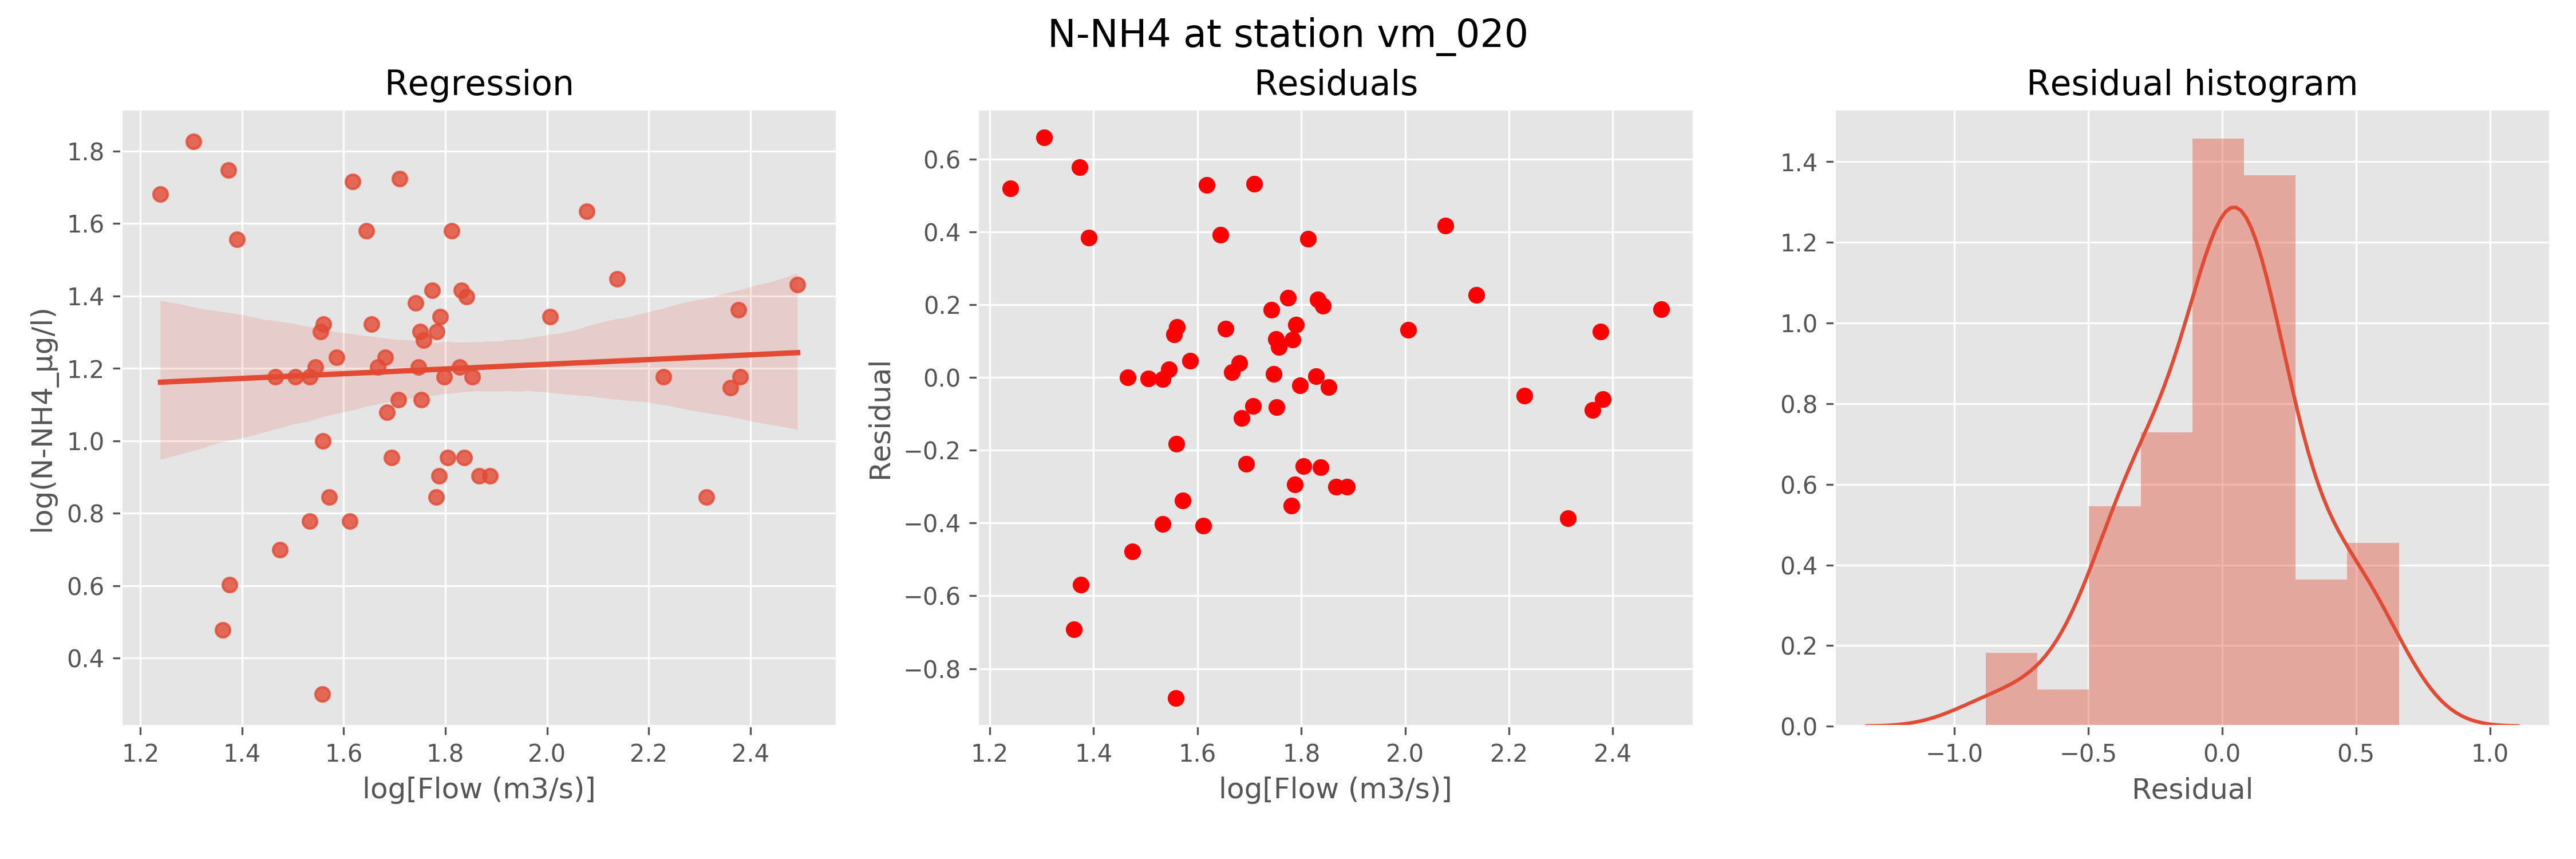 N-NH4 at station vm_020
Regression
log(N-NH4_µg/l)
1.8
1.6
1.4
1.2
1.0
0.8
0.6
0.4
1.2 1.4 1.6 1.8 2.0 2.2 2.4
log[Flow (m3/s)]
Residuals
Residual
0.6
0.4
0.2
0.0
−0.2
−0.4
−0.6
−0.8
1.2 1.4 1.6 1.8 2.0 2.2 2.4
log[Flow (m3/s)]
Residual histogram
1.4
1.2
1.0
0.8
0.6
0.4
0.2
0.0
−1.0 −0.5 0.0 0.5 1.0
Residual